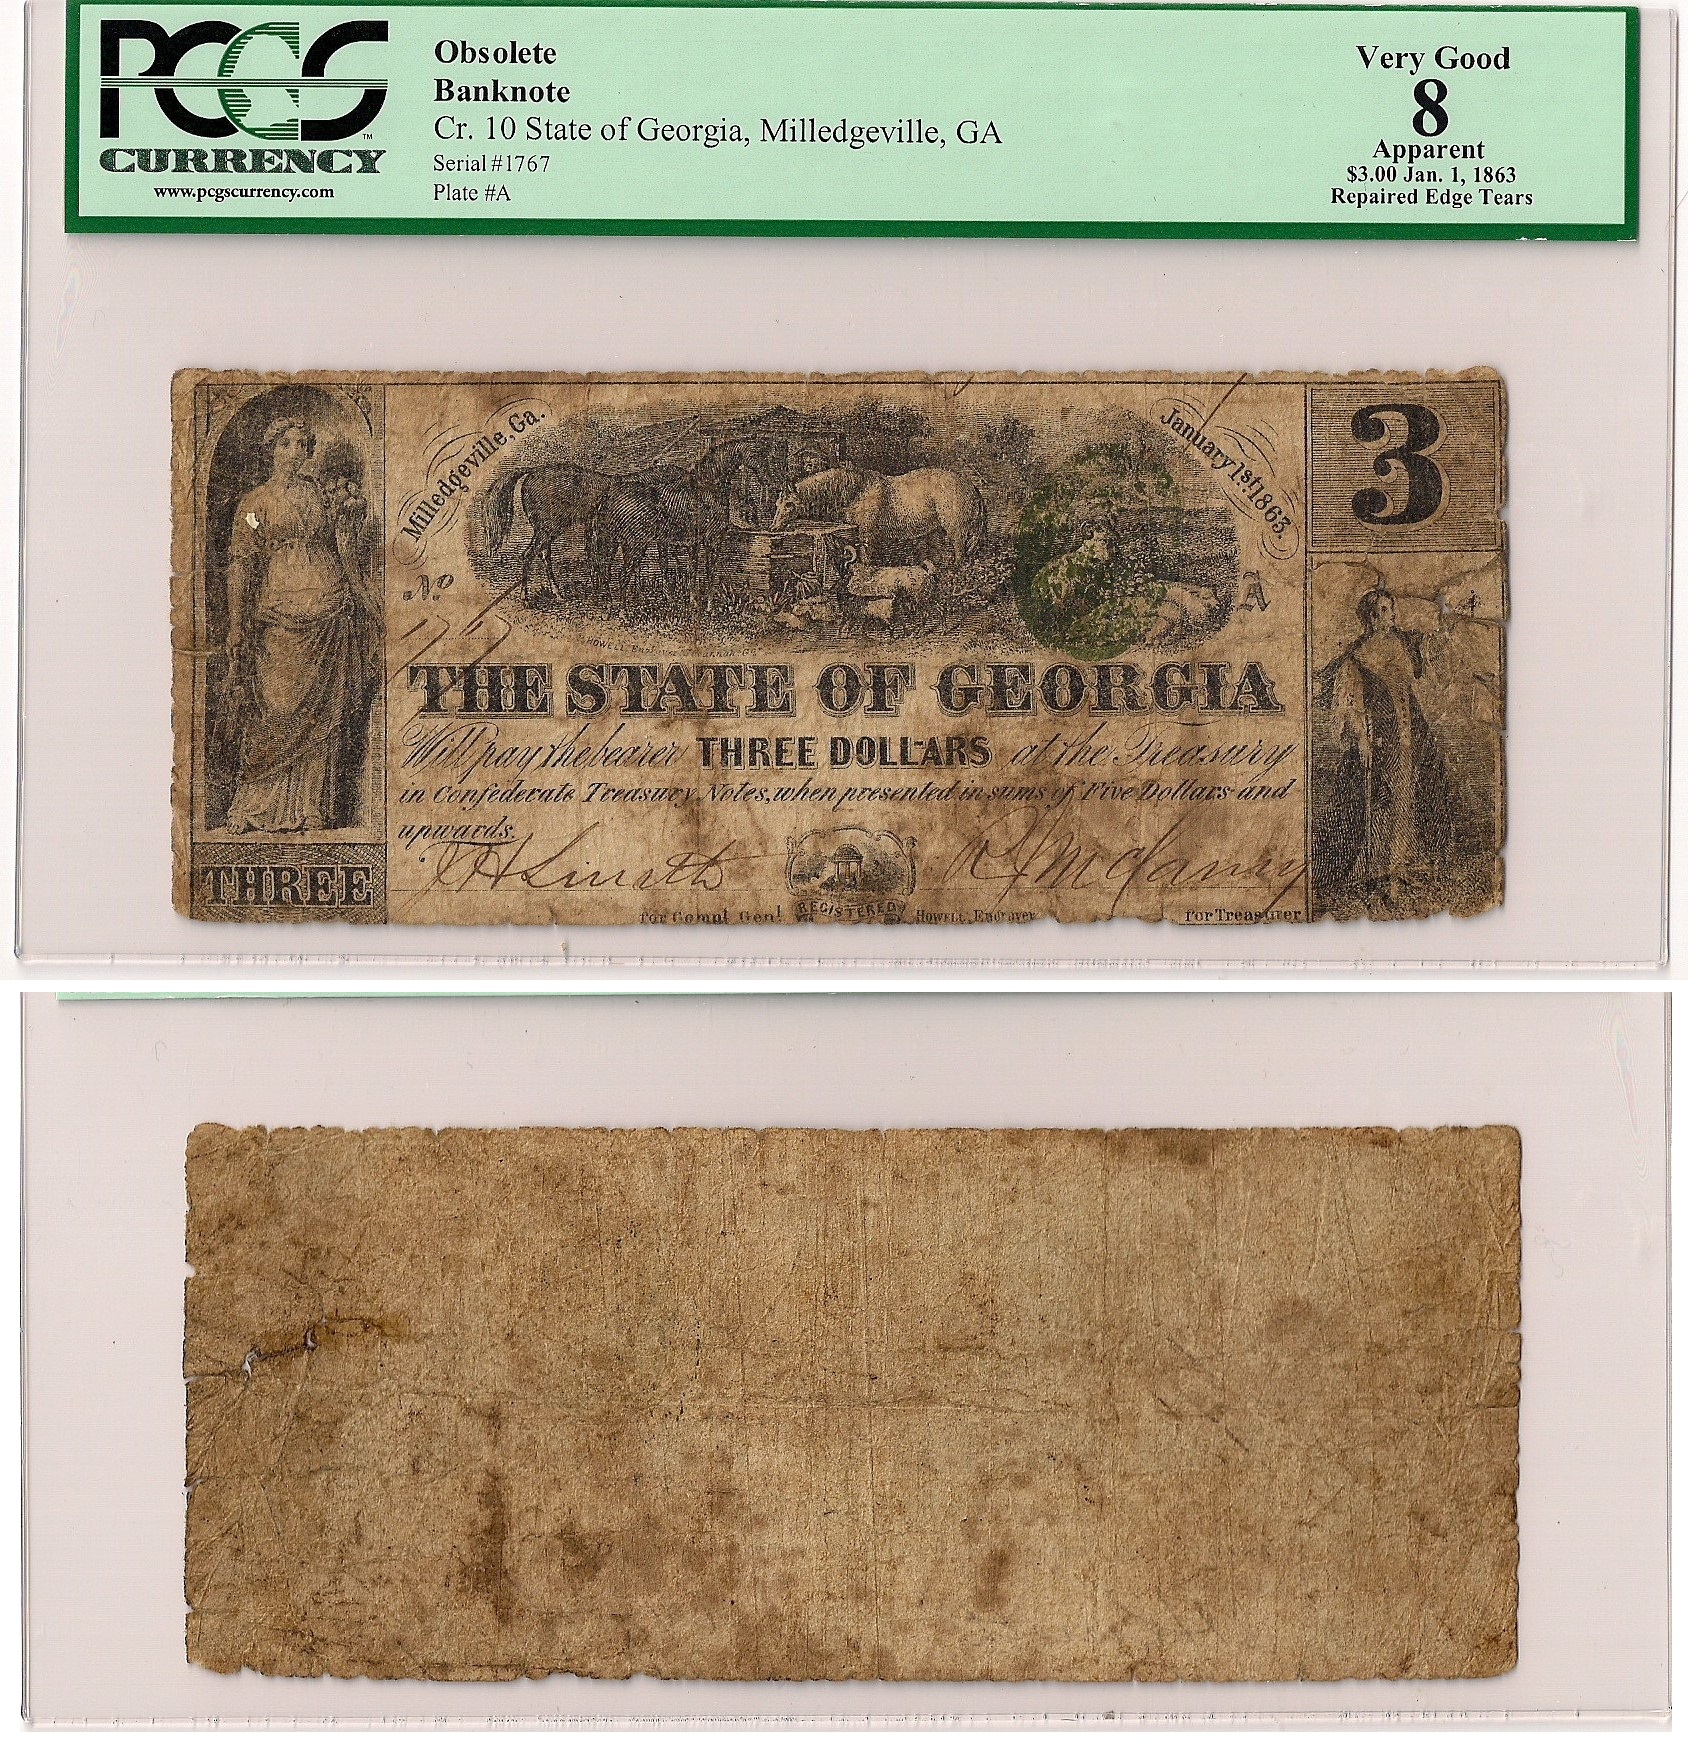 PCGS
CURRENCY
™
www.pcgscurrency.com
Obsolete
Banknote
Cr. 10 State of Georgia, Milledgeville, GA
Serial #1767
Plate #A
Very Good
8
Apparent
$3.00 Jan. 1, 1863
Repaired Edge Tears
Milledgeville, Ga.
January 1st, 1863.
3
No
1767
A
THE STATE OF GEORGIA
Will pay the bearer THREE DOLLARS at the Treasury
in Confederate Treasury Notes, when presented in sums of Five Dollars and
upwards.
THREE
for Compt Genl
REGISTERED
HOWELL, Engraver
for Treasurer